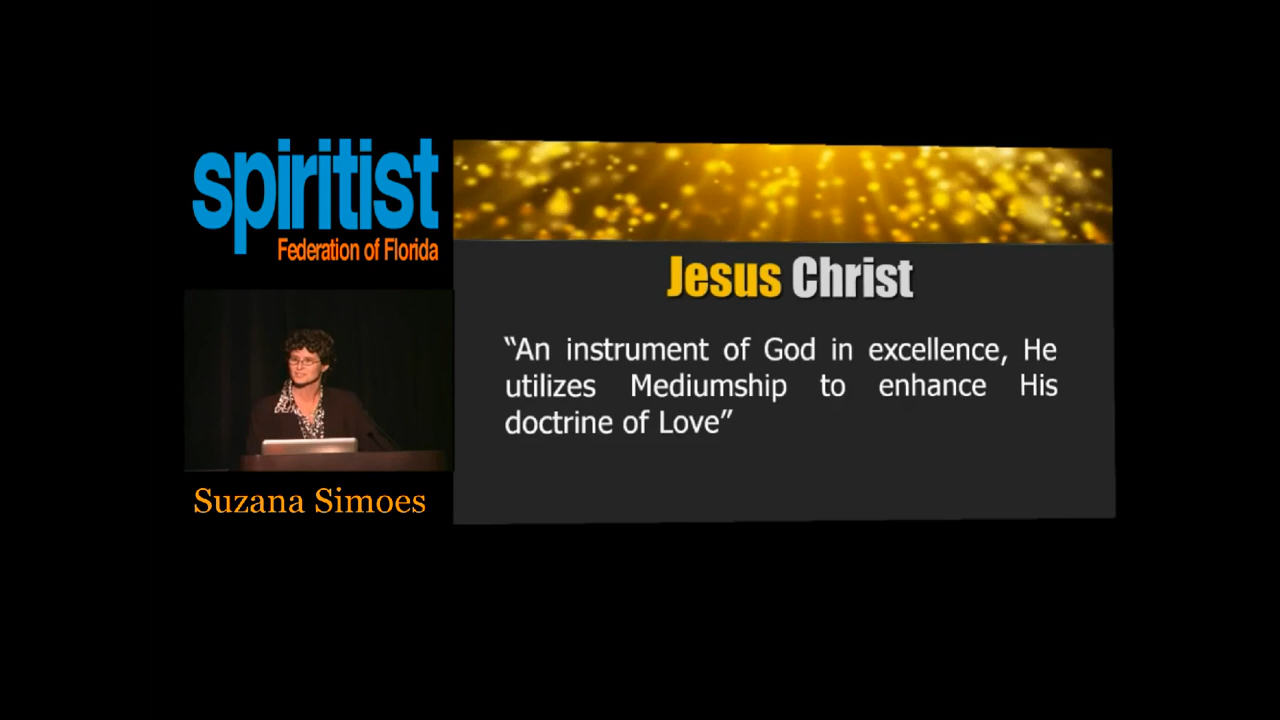 spiritist
Federation of Florida
Suzana Simoes
Jesus Christ
“An instrument of God in excellence, He
utilizes Mediumship to enhance His
doctrine of Love”